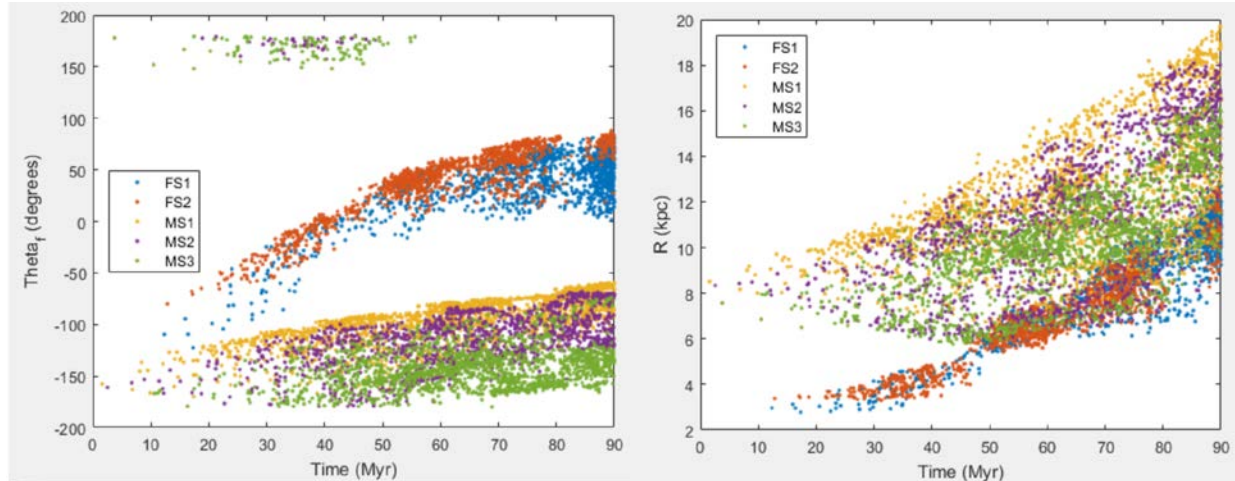 200
150
100
50
0
-50
-100
-150
-200
Theta_f (degrees)
FS1
FS2
MS1
MS2
MS3
0 10 20 30 40 50 60 70 80 90
Time (Myr)
20
18
16
14
12
10
8
6
4
2
R (kpc)
FS1
FS2
MS1
MS2
MS3
0 10 20 30 40 50 60 70 80 90
Time (Myr)